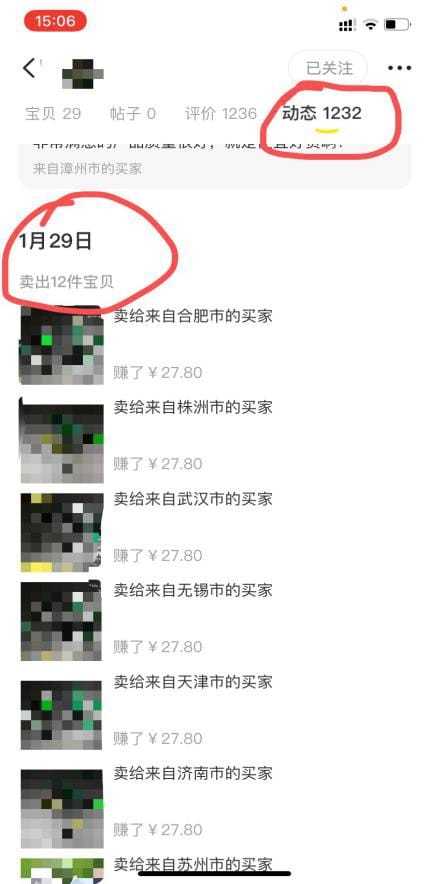 15:06
已关注
宝贝 29 帖子 0 评价 1236 动态 1232
来自漳州市的买家
1月29日
卖出12件宝贝
卖给来自合肥市的买家
赚了￥27.80
卖给来自株洲市的买家
赚了￥27.80
卖给来自武汉市的买家
赚了￥27.80
卖给来自无锡市的买家
赚了￥27.80
卖给来自天津市的买家
赚了￥27.80
卖给来自济南市的买家
赚了￥27.80
卖给来自苏州市的买家